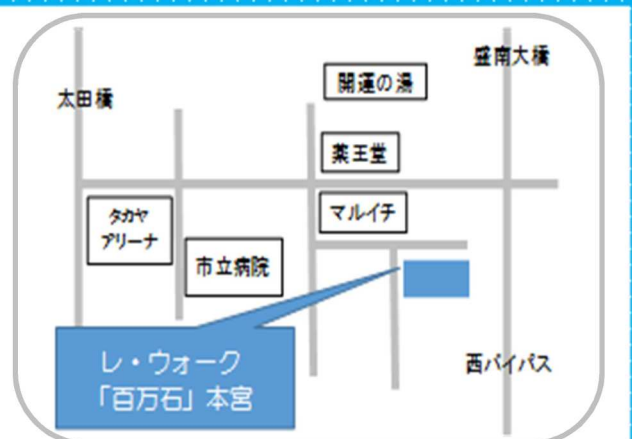 盛南大橋
開運の湯
太田橋
薬王堂
タカヤ
アリーナ
マルイチ
市立病院
レ・ウォーク
「百万石」本宮
西バイパス